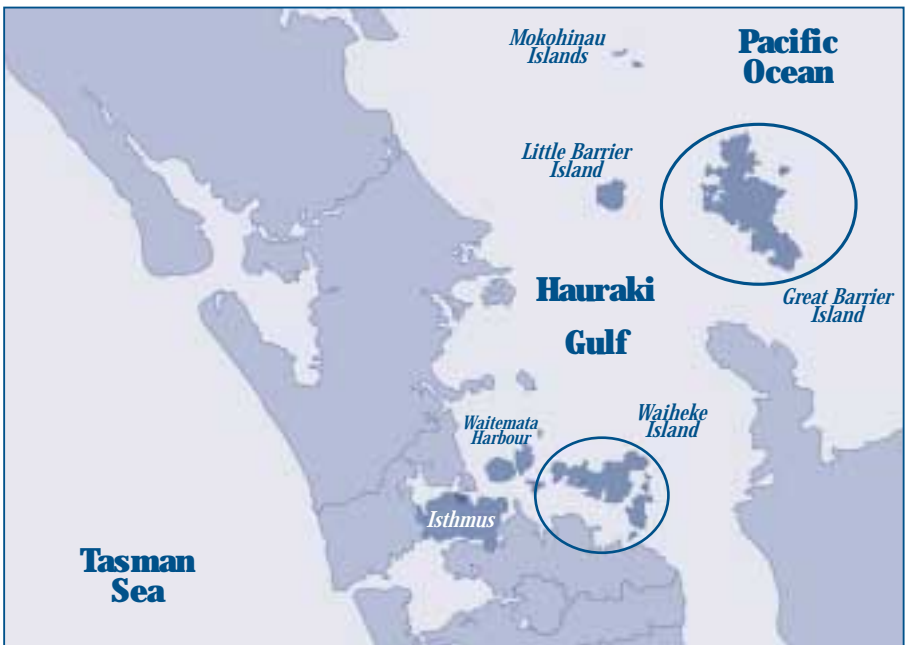 Mokohinau
Islands
Pacific
Ocean
Little Barrier
Island
Hauraki
Gulf
Great Barrier
Island
Waitemata
Harbour
Waiheke
Island
Isthmus
Tasman
Sea